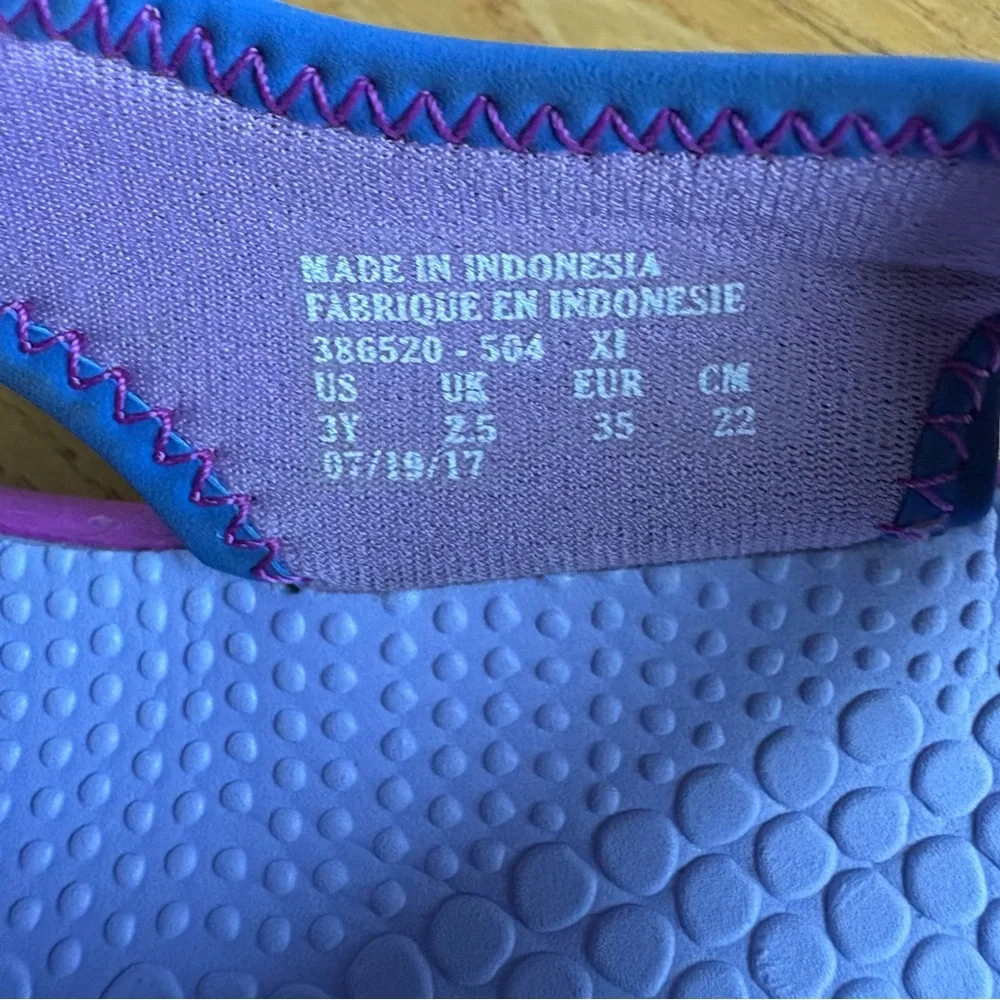 MADE IN INDONESIA
FABRIQUE EN INDONESIE
386520 - 504 XI
US UK EUR CM
3Y 2.5 35 22
07/19/17